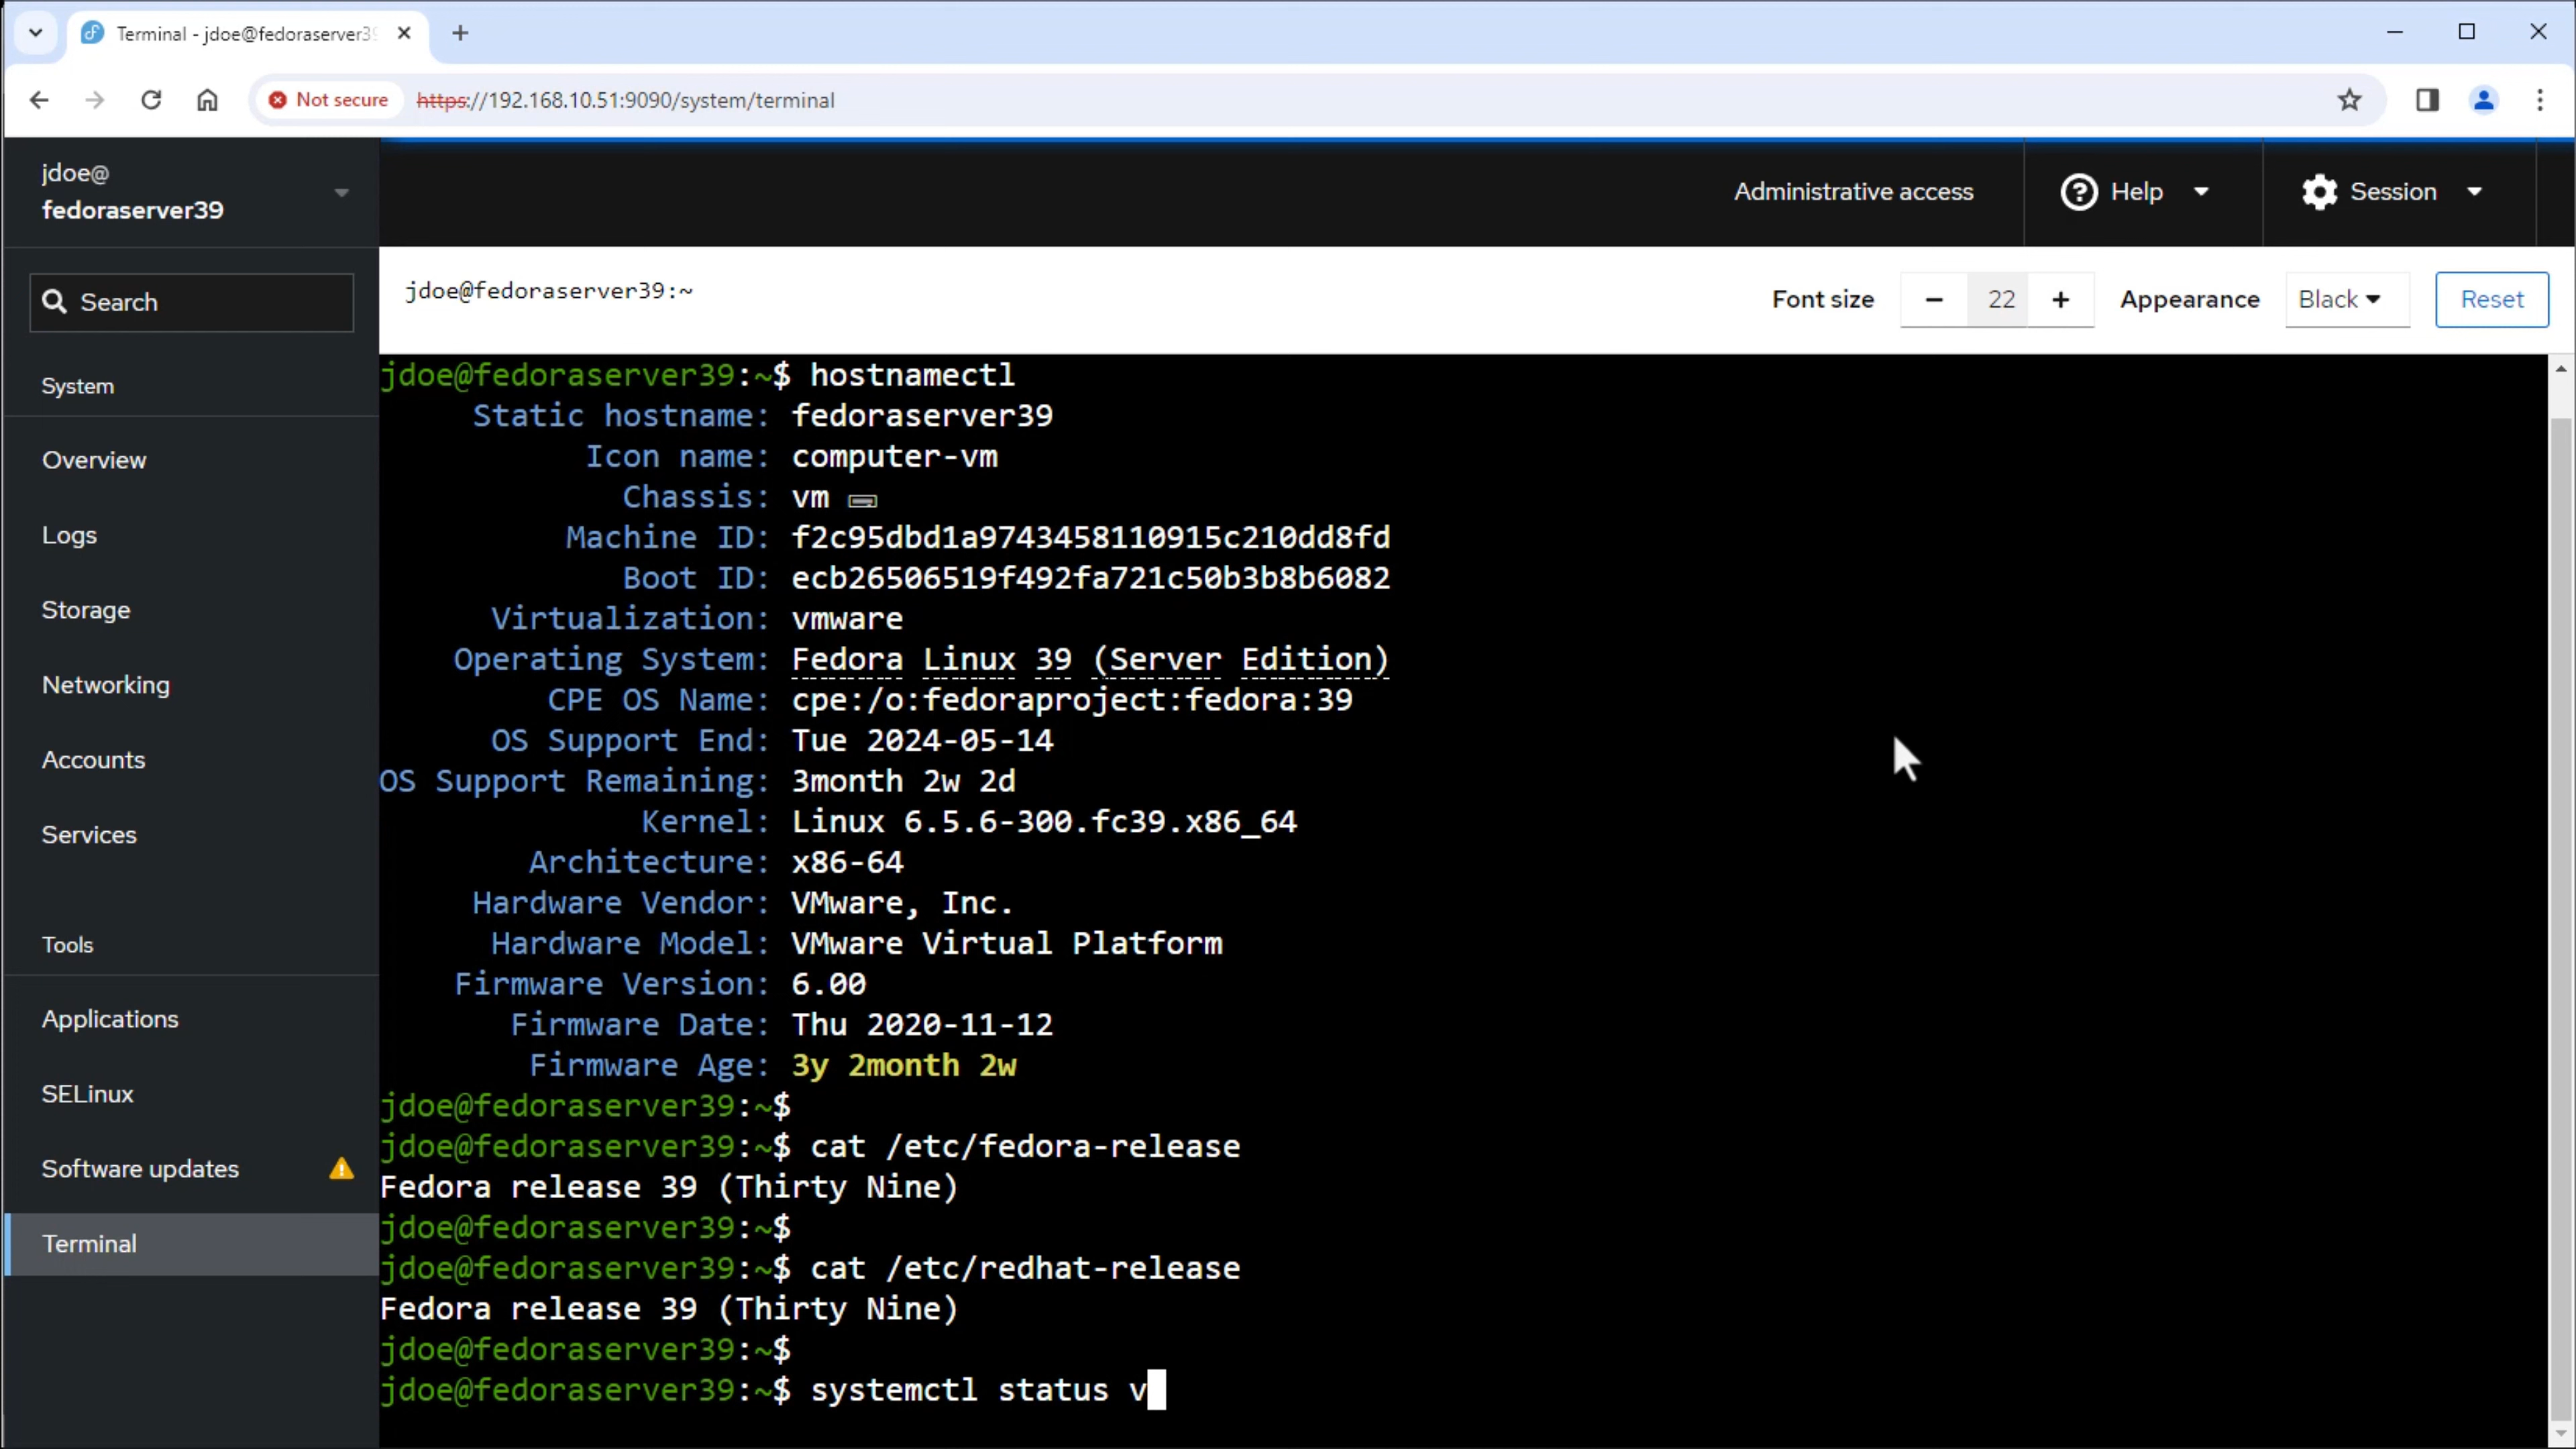 Terminal - jdoe@fedoraserver39
Not secure https://192.168.10.51:9090/system/terminal
jdoe@
fedoraserver39
Administrative access
Help
Session
Search
jdoe@fedoraserver39:~
Font size
22
Appearance
Black
Reset
System
Overview
Logs
Storage
Networking
Accounts
Services
Tools
Applications
SELinux
Software updates
Terminal
jdoe@fedoraserver39:~$ hostnamectl
Static hostname: fedoraserver39
Icon name: computer-vm
Chassis: vm
Machine ID: f2c95dbd1a9743458110915c210dd8fd
Boot ID: ecb26506519f492fa721c50b3b8b6082
Virtualization: vmware
Operating System: Fedora Linux 39 (Server Edition)
CPE OS Name: cpe:/o:fedoraproject:fedora:39
OS Support End: Tue 2024-05-14
OS Support Remaining: 3month 2w 2d
Kernel: Linux 6.5.6-300.fc39.x86_64
Architecture: x86-64
Hardware Vendor: VMware, Inc.
Hardware Model: VMware Virtual Platform
Firmware Version: 6.00
Firmware Date: Thu 2020-11-12
Firmware Age: 3y 2month 2w
jdoe@fedoraserver39:~$
jdoe@fedoraserver39:~$ cat /etc/fedora-release
Fedora release 39 (Thirty Nine)
jdoe@fedoraserver39:~$
jdoe@fedoraserver39:~$ cat /etc/redhat-release
Fedora release 39 (Thirty Nine)
jdoe@fedoraserver39:~$
jdoe@fedoraserver39:~$ systemctl status v